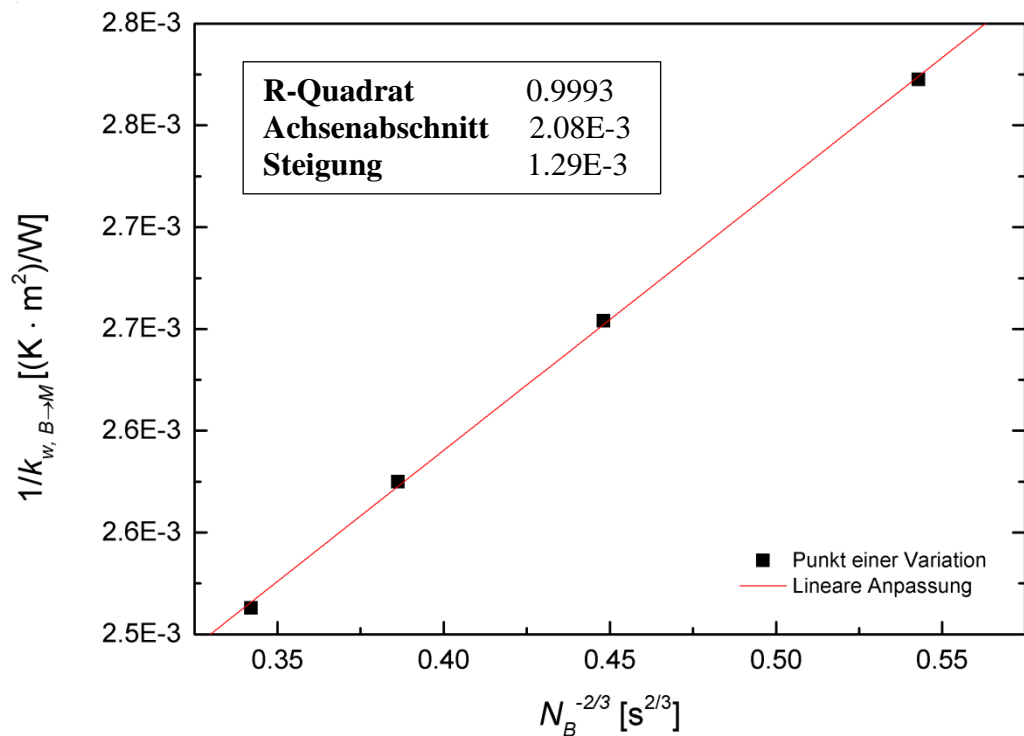 2.8E-3
2.8E-3
2.7E-3
2.7E-3
2.6E-3
2.6E-3
2.5E-3
1/k_{w, B→M} [(K · m²)/W]
R-Quadrat 0.9993
Achsenabschnitt 2.08E-3
Steigung 1.29E-3
Punkt einer Variation
Lineare Anpassung
0.35 0.40 0.45 0.50 0.55
N_B^{-2/3} [s^{2/3}]